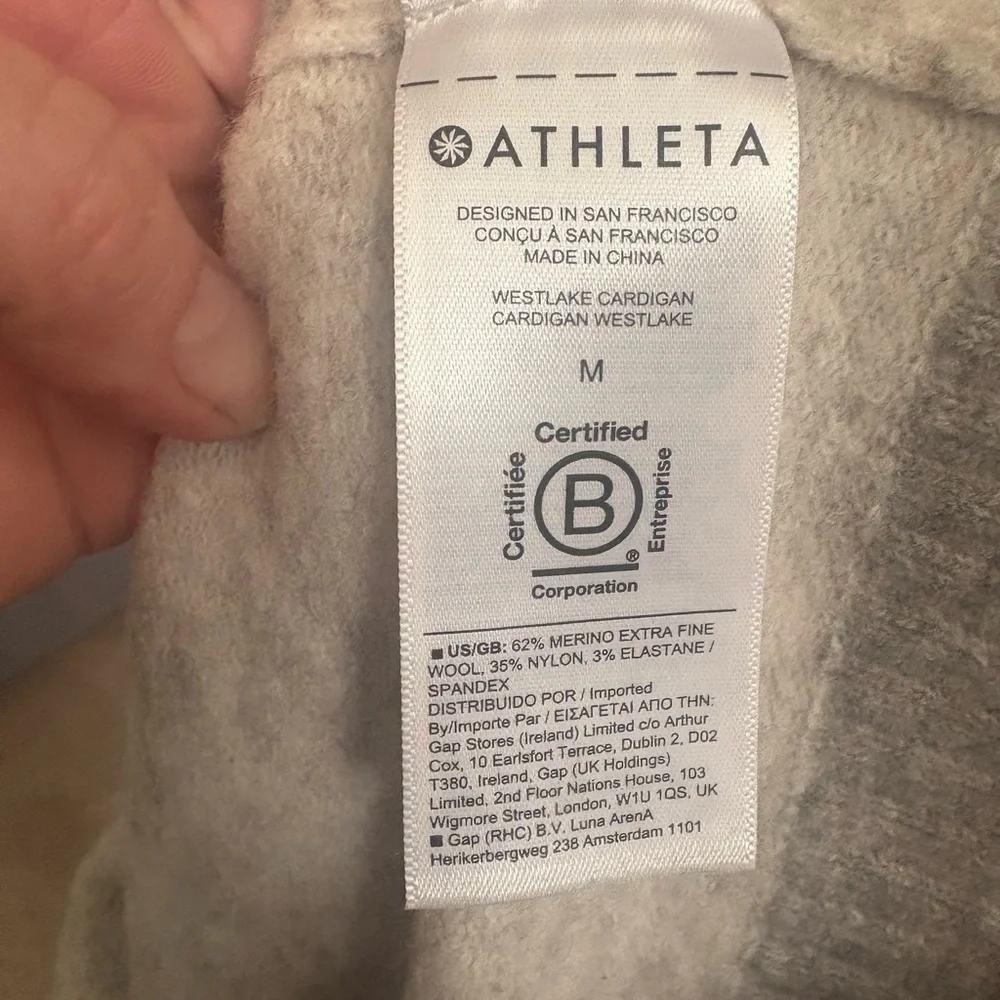 ATHLETA
DESIGNED IN SAN FRANCISCO
CONÇU À SAN FRANCISCO
MADE IN CHINA
WESTLAKE CARDIGAN
CARDIGAN WESTLAKE
M
Certified
Certifiée
B
Entreprise
®
Corporation
US/GB: 62% MERINO EXTRA FINE
WOOL, 35% NYLON, 3% ELASTANE /
SPANDEX
DISTRIBUIDO POR / Imported
By/Importe Par / ΕΙΣΑΓΕΤΑΙ ΑΠΟ ΤΗΝ:
Gap Stores (Ireland) Limited c/o Arthur
Cox, 10 Earlsfort Terrace, Dublin 2, D02
T380, Ireland, Gap (UK Holdings)
Limited, 2nd Floor Nations House, 103
Wigmore Street, London, W1U 1QS, UK
Gap (RHC) B.V. Luna ArenA
Herikerbergweg 238 Amsterdam 1101